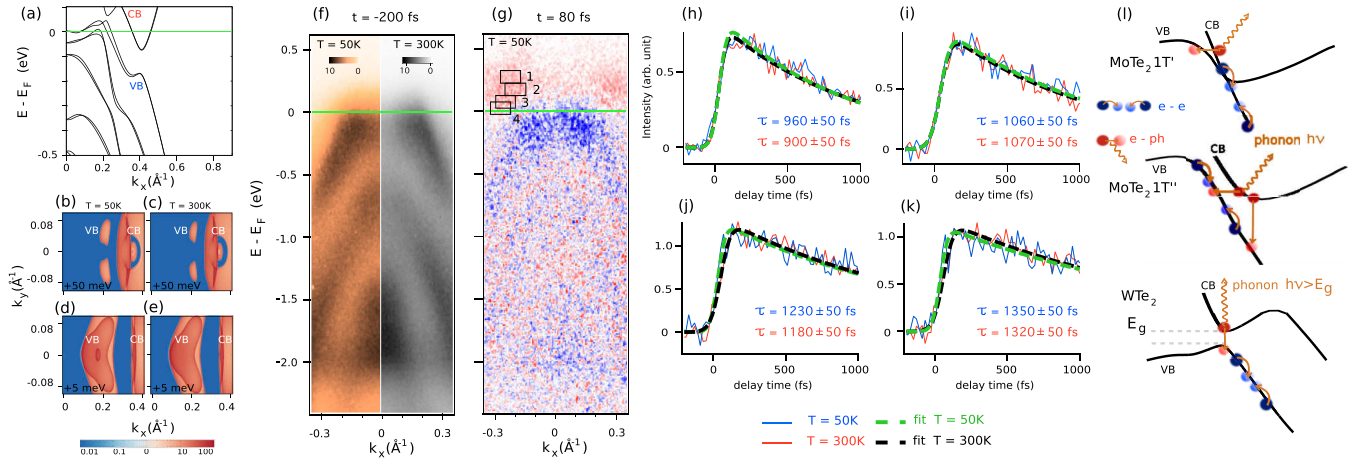 (a)
CB
VB
0
-0.5
E - E_F (eV)
0
0.2
0.4
0.6
0.8
k_x(Å⁻¹)
(b)
T = 50K
VB
CB
+50 meV
(c)
T = 300K
VB
CB
+50meV
0.08
0
-0.08
k_y(Å⁻¹)
(d)
VB
CB
+5 meV
(e)
VB
CB
+5 meV
0.08
0
-0.08
0
0.2
0.4
0
0.2
0.4
k_x(Å⁻¹)
0.01
0.1
0
0.1
1
10
100
(f)
t = -200 fs
T = 50K
10
0
T = 300K
10
0
0.5
0
-0.5
-1.0
-1.5
-2.0
E - E_F (eV)
-0.3
0
0.3
k_x(Å⁻¹)
(g)
t = 80 fs
T = 50K
1
2
3
4
-0.3
0
0.3
k_x(Å⁻¹)
(h)
Intensity (arb. unit)
0.5
0
τ = 960 ± 50 fs
τ = 900 ± 50 fs
0
500
1000
delay time (fs)
(i)
0.5
0
τ = 1060 ± 50 fs
τ = 1070 ± 50 fs
0
500
1000
delay time (fs)
(j)
1.0
0.5
0
τ = 1230 ± 50 fs
τ = 1180 ± 50 fs
0
500
1000
delay time (fs)
(k)
1.0
0.5
0
τ = 1350 ± 50 fs
τ = 1320 ± 50 fs
0
500
1000
delay time (fs)
T = 50K
fit T = 50K
T = 300K
fit T = 300K
(l)
CB
VB
MoTe₂ 1T'
e - e
e - ph
CB
phonon hν
VB
MoTe₂ 1T''
WTe₂
CB
phonon hν>E_g
E_g
VB